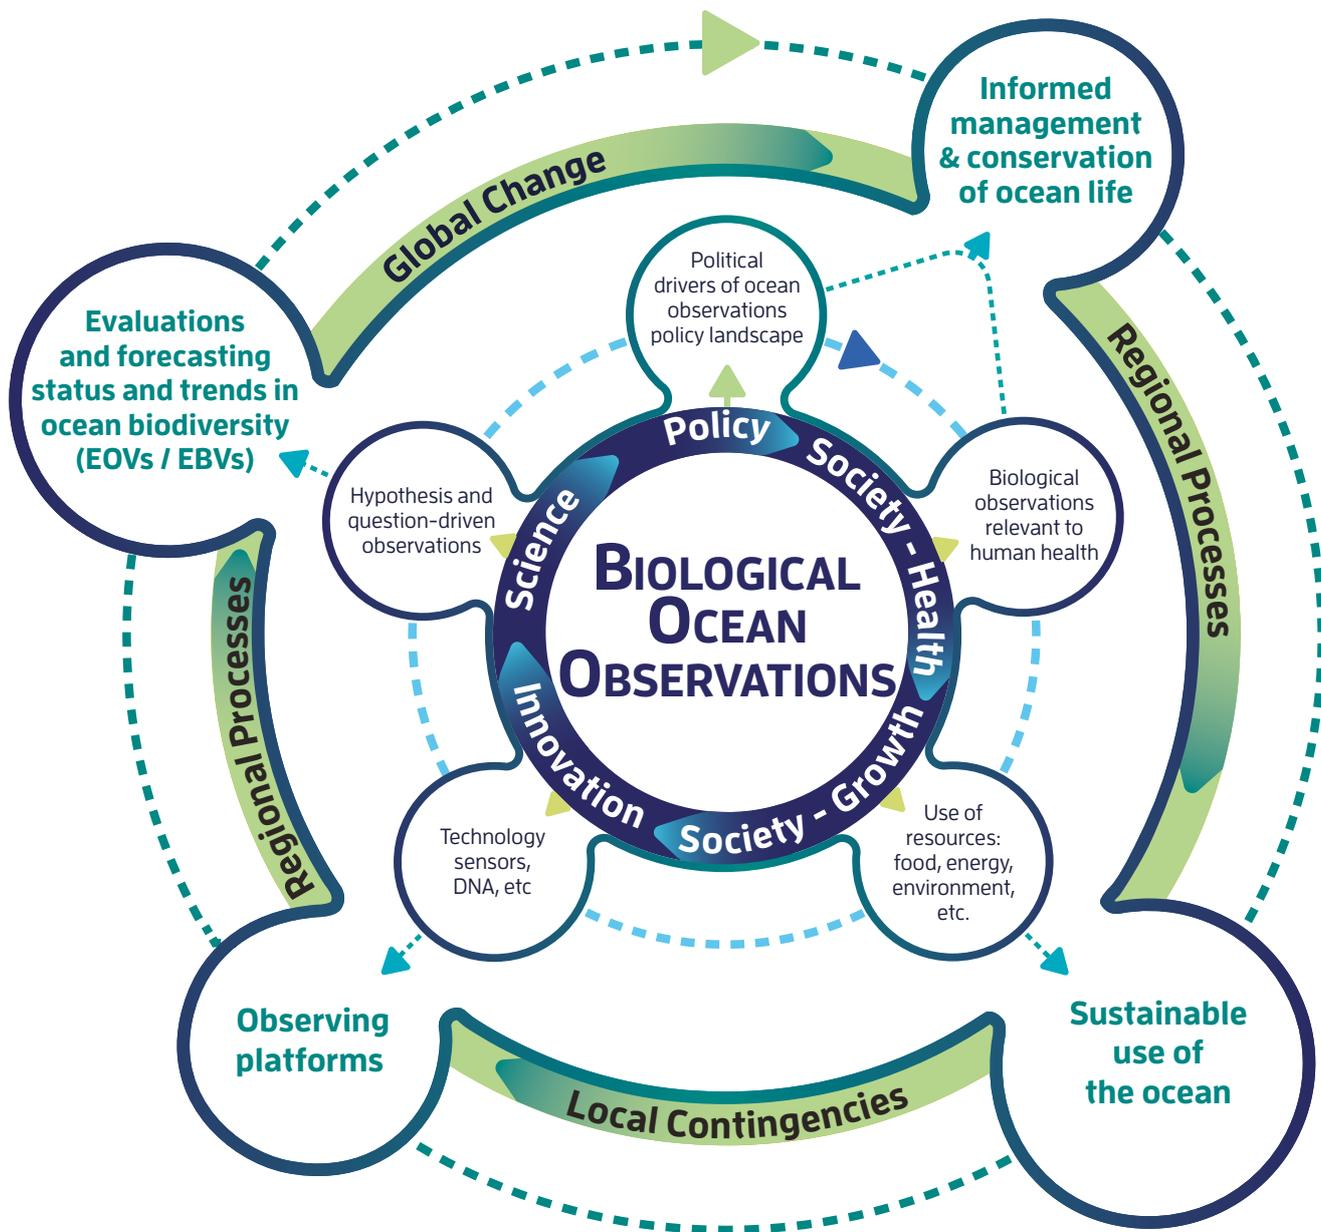 Informed
management
& conservation
of ocean life
Global Change
Political
drivers of ocean
observations
policy landscape
Evaluations
and forecasting
status and trends in
ocean biodiversity
(EOVs / EBVs)
Regional Processes
Policy
Society - Health
Hypothesis and
question-driven
observations
Science
Biological
observations
relevant to
human health
BIOLOGICAL
OCEAN
OBSERVATIONS
Regional Processes
Innovation
Society - Growth
Technology
sensors,
DNA, etc
Use of
resources:
food, energy,
environment,
etc.
Observing
platforms
Sustainable
use of
the ocean
Local Contingencies